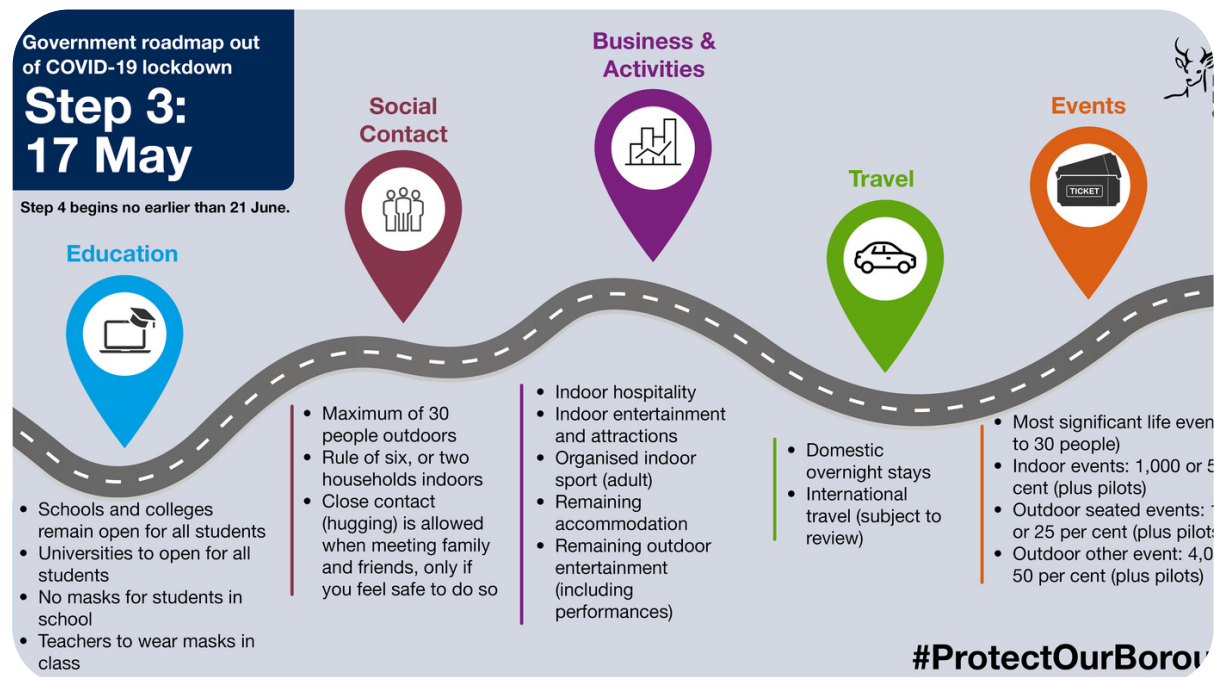 Government roadmap out
of COVID-19 lockdown
Step 3:
17 May
Step 4 begins no earlier than 21 June.
Education
• Schools and colleges
remain open for all students
• Universities to open for all
students
• No masks for students in
school
• Teachers to wear masks in
class
Social
Contact
• Maximum of 30
people outdoors
• Rule of six, or two
households indoors
• Close contact
(hugging) is allowed
when meeting family
and friends, only if
you feel safe to do so
Business &
Activities
• Indoor hospitality
• Indoor entertainment
and attractions
• Organised indoor
sport (adult)
• Remaining
accommodation
• Remaining outdoor
entertainment
(including
performances)
Travel
• Domestic
overnight stays
• International
travel (subject to
review)
Events
TICKET
• Most significant life
to 30 people)
• Indoor events: 1,000 or
cent (plus pilots)
• Outdoor seated events:
or 25 per cent (plus
• Outdoor other event:
50 per cent (plus pilots)